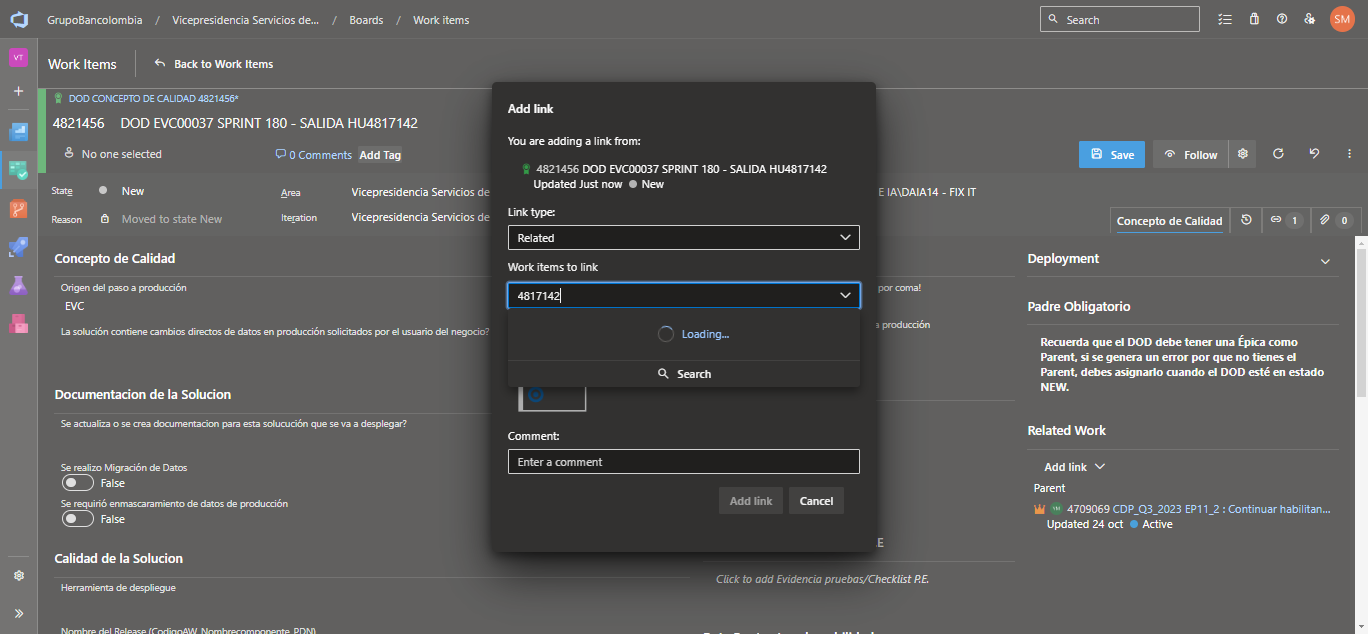 GrupoBancolombia / Vicepresidencia Servicios de... / Boards / Work items
Search
SM
VT
Work Items
Back to Work Items
DOD CONCEPTO DE CALIDAD 4821456*
4821456 DOD EVC00037 SPRINT 180 - SALIDA HU4817142
No one selected
0 Comments
Add Tag
Save
Follow
State
New
Area
Vicepresidencia Servicios de
E IA\DAIA14 - FIX IT
Reason
Moved to state New
Iteration
Vicepresidencia Servicios de
Concepto de Calidad
1
0
Add link
You are adding a link from:
4821456 DOD EVC00037 SPRINT 180 - SALIDA HU4817142
Updated Just now
New
Link type:
Related
Work items to link
4817142
Loading...
Search
Comment:
Enter a comment
Add link
Cancel
Concepto de Calidad
Origen del paso a producción
EVC
La solución contiene cambios directos de datos en producción solicitados por el usuario del negocio?
Documentacion de la Solucion
Se actualiza o se crea documentacion para esta solucución que se va a desplegar?
Se realizo Migración de Datos
False
Se requirió enmascaramiento de datos de producción
False
Calidad de la Solucion
Herramienta de despliegue
Nombre del Release (CodigoAW_Nombrecomponente_PDN)
por coma!
a producción
E
Click to add Evidencia pruebas/Checklist P.E.
Deployment
Padre Obligatorio
Recuerda que el DOD debe tener una Épica como
Parent, si se genera un error por que no tienes el
Parent, debes asignarlo cuando el DOD esté en estado
NEW.
Related Work
Add link
Parent
4709069 CDP_Q3_2023 EP11_2 : Continuar habilitan...
Updated 24 oct
Active